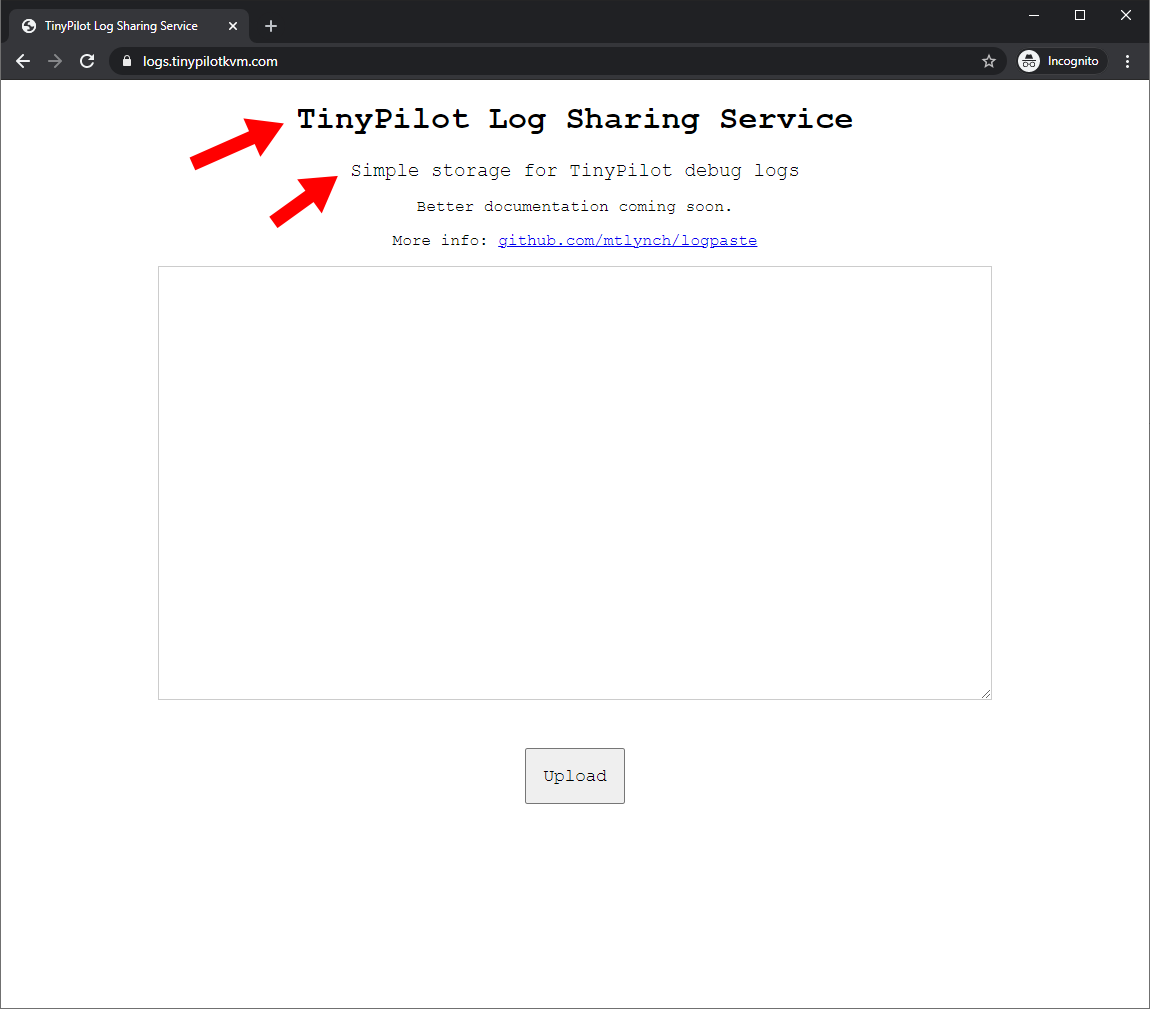 TinyPilot Log Sharing Service
logs.tinypilotkvm.com
Incognito
TinyPilot Log Sharing Service
Simple storage for TinyPilot debug logs
Better documentation coming soon.
More info: github.com/mtlynch/logpaste
Upload